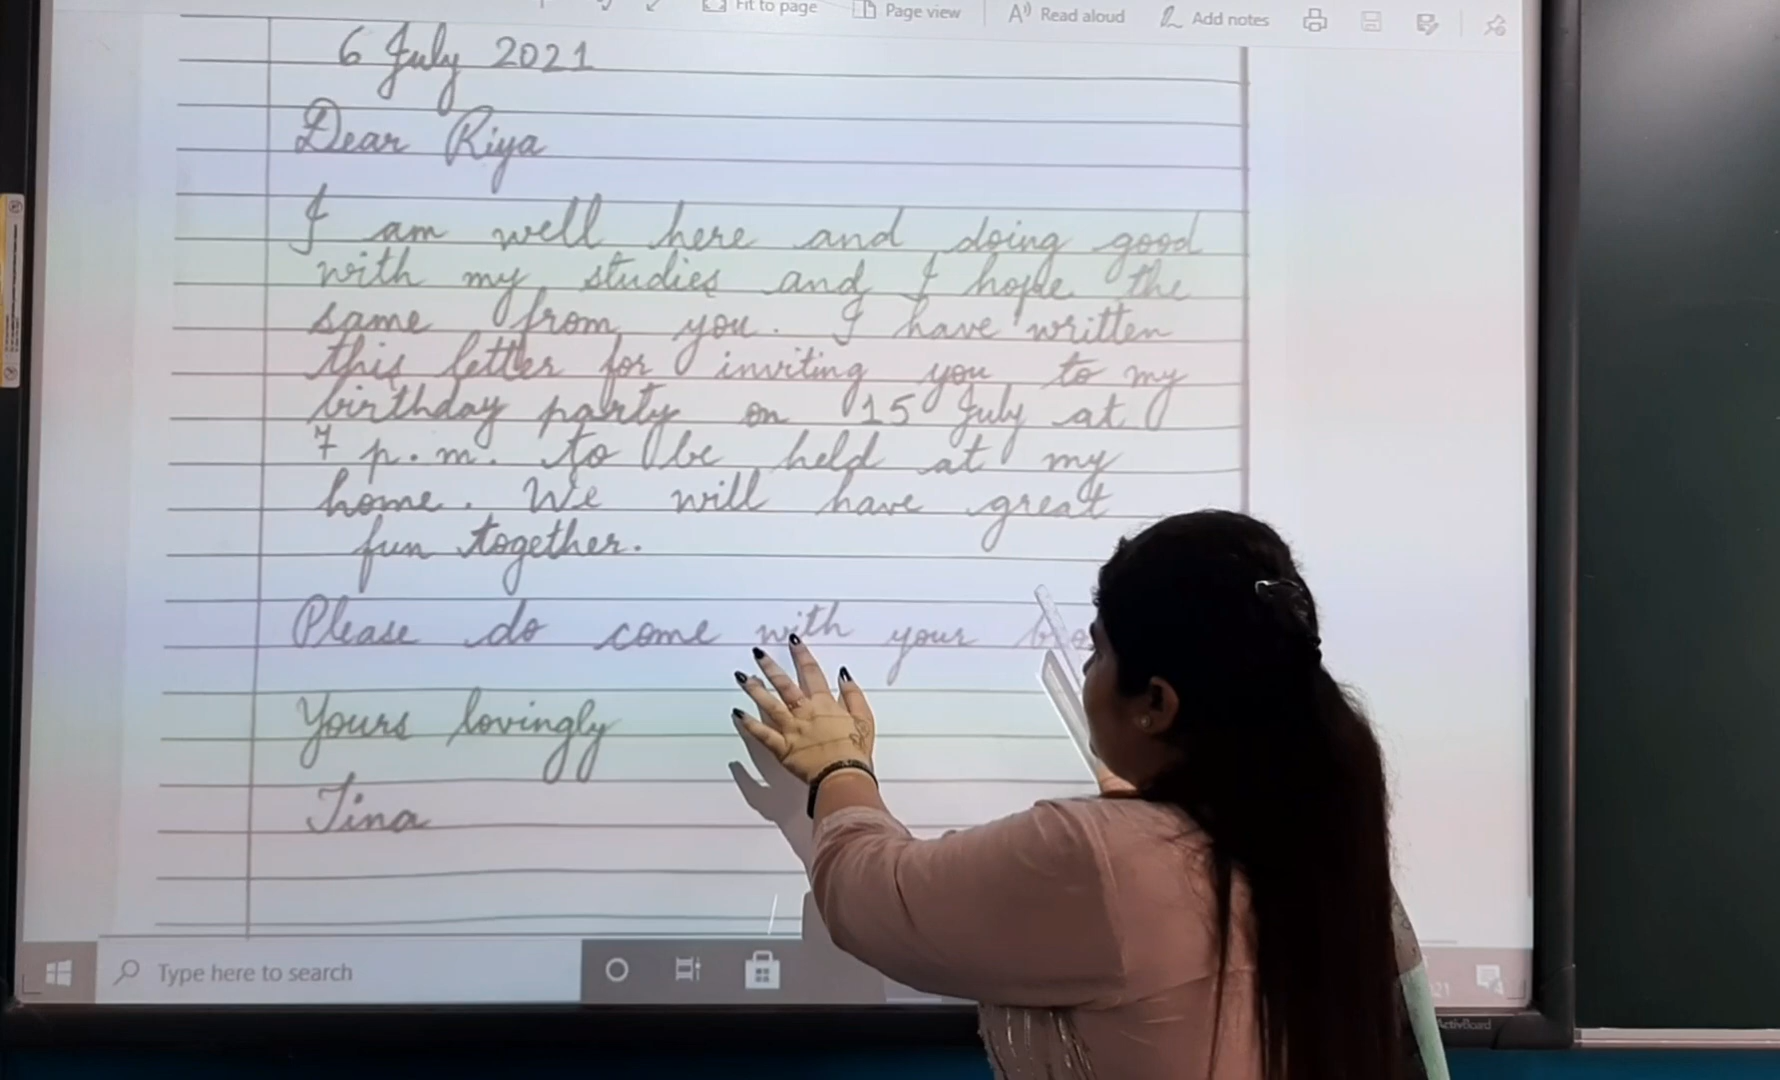 Fit to page Page view Read aloud Add notes
6 July 2021
Dear Riya
I am well here and doing good
with my studies and I hope the
same from you. I have written
this letter for inviting you to my
birthday party on 15 July at
7 p.m. to be held at my
home. We will have great
fun together.
Please do come with your
Yours lovingly
Tina
Type here to search
21
4
ActivBoard